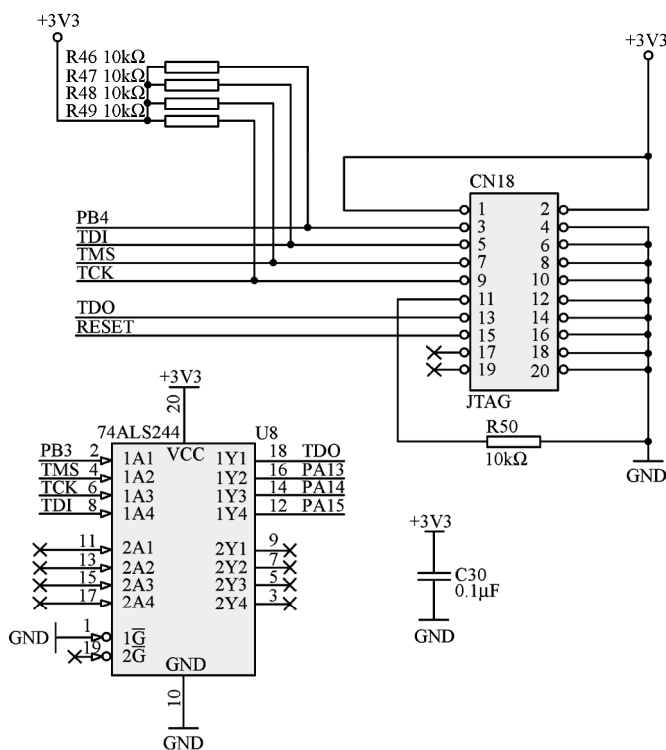 +3V3
+3V3
R46 10kΩ
R47 10kΩ
R48 10kΩ
R49 10kΩ
CN18
PB4
TDI
TMS
TCK
TDO
RESET
1 2
3 4
5 6
7 8
9 10
11 12
13 14
15 16
17 18
19 20
JTAG
R50
10kΩ
GND
+3V3
20
74ALS244 U8
VCC
PB3 2 1A1 1Y1 18 TDO
TMS 4 1A2 1Y2 16 PA13
TCK 6 1A3 1Y3 14 PA14
TDI 8 1A4 1Y4 12 PA15
11 2A1 2Y1 9
13 2A2 2Y2 7
15 2A3 2Y3 5
17 2A4 2Y4 3
GND 1 1G̅
19 2G̅
GND
10
GND
+3V3
C30
0.1μF
GND